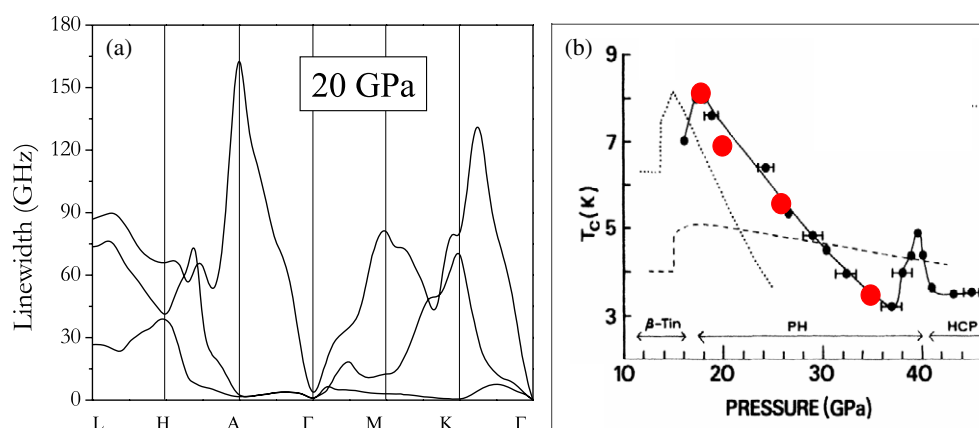 (a)
20 GPa
Linewidth (GHz)
180
150
120
90
60
30
0
L H A Γ M K Γ
(b)
T_C (K)
9
7
5
3
β-Tin PH HCP
10 20 30 40
PRESSURE (GPa)